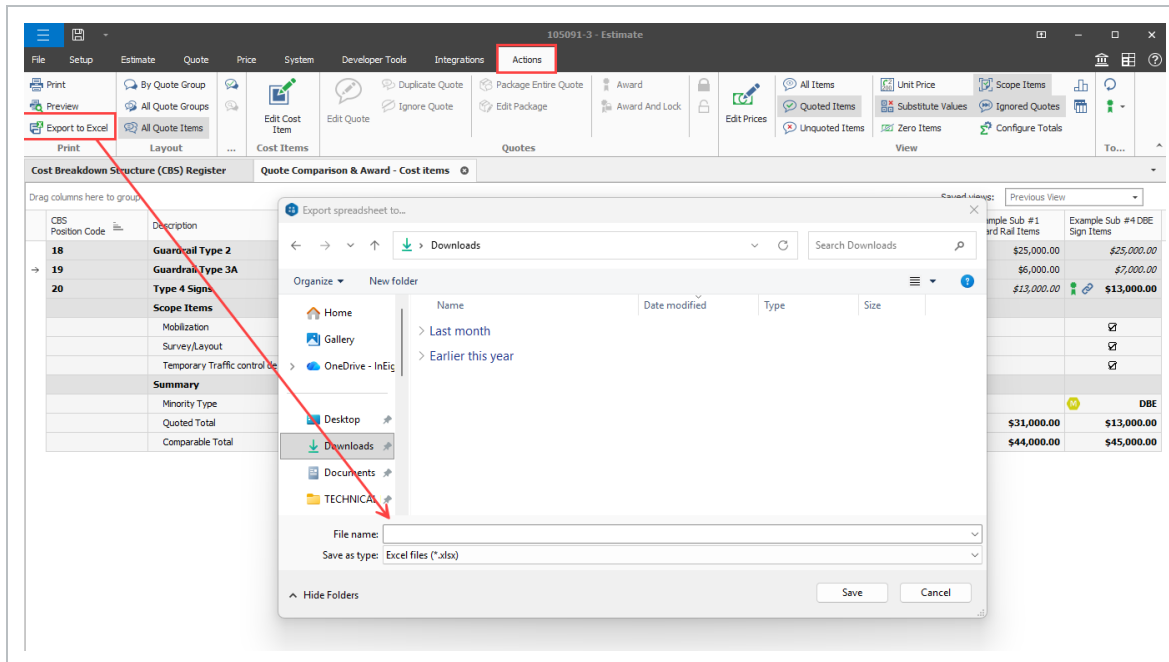 105091-3 - Estimate
File Setup Estimate Quote Price System Developer Tools Integrations Actions
Print By Quote Group Duplicate Quote Package Entire Quote Award All Items Unit Price Scope Items
Preview All Quote Groups Edit Cost Item Edit Quote Ignore Quote Edit Package Award And Lock Edit Prices Quoted Items Substitute Values Ignored Quotes
Export to Excel All Quote Items Unquoted Items Zero Items Configure Totals
Print Layout ... Cost Items Quotes View To...
Cost Breakdown Structure (CBS) Register Quote Comparison & Award - Cost items
Drag columns here to group Saved views: Previous View
CBS Position Code Description
ample Sub #1
ard Rail Items
Example Sub #4 DBE
Sign Items
18 Guardrail Type 2 $25,000.00 $25,000.00
19 Guardrail Type 3A $6,000.00 $7,000.00
20 Type 4 Signs $13,000.00 $13,000.00
Scope Items
Mobilization
Survey/Layout
Temporary Traffic control de
Summary
Minority Type M DBE
Quoted Total $31,000.00 $13,000.00
Comparable Total $44,000.00 $45,000.00
Export spreadsheet to...
Downloads Search Downloads
Organize New folder
Name Date modified Type Size
Home
Gallery
OneDrive - InEig
Desktop
Downloads
Documents
TECHNICAL
Last month
Earlier this year
File name:
Save as type: Excel files (*.xlsx)
Hide Folders Save Cancel